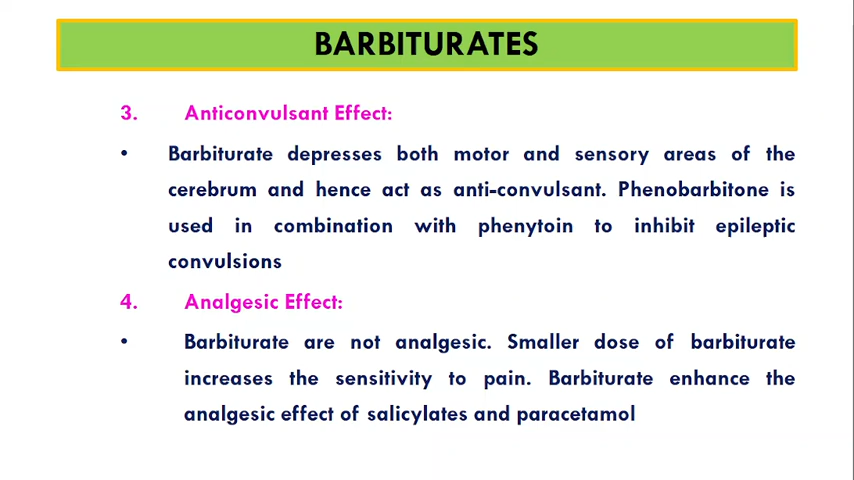 BARBITURATES
3. Anticonvulsant Effect:
• Barbiturate depresses both motor and sensory areas of the
cerebrum and hence act as anti-convulsant. Phenobarbitone is
used in combination with phenytoin to inhibit epileptic
convulsions
4. Analgesic Effect:
• Barbiturate are not analgesic. Smaller dose of barbiturate
increases the sensitivity to pain. Barbiturate enhance the
analgesic effect of salicylates and paracetamol